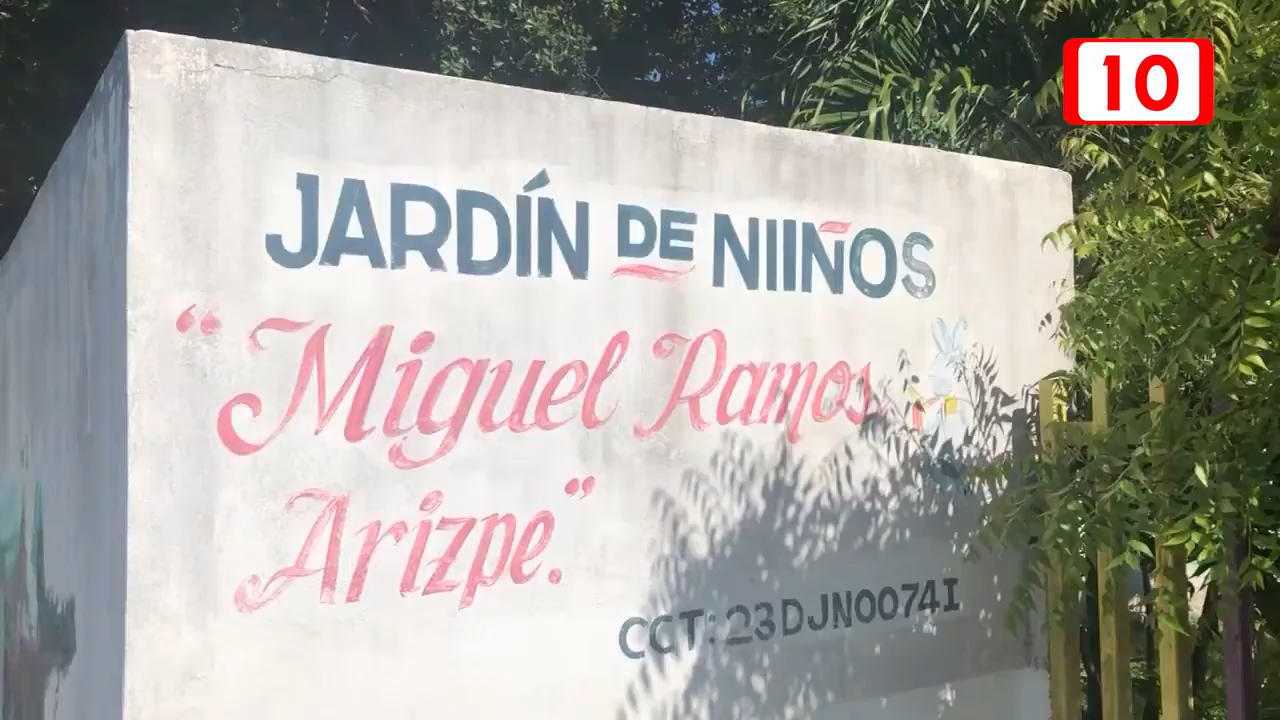 10
JARDÍN DE NIIÑOS
“Miguel Ramos
Arizpe.”
CCT: 23DJN0074I